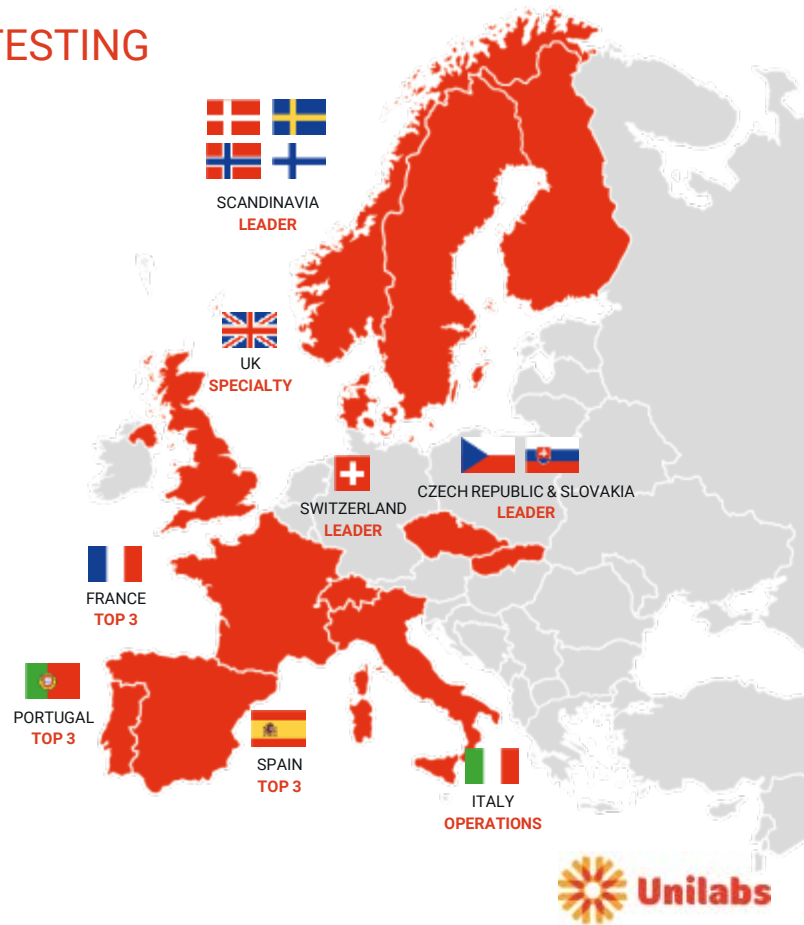 TESTING
SCANDINAVIA
LEADER
UK
SPECIALTY
SWITZERLAND
LEADER
CZECH REPUBLIC & SLOVAKIA
LEADER
FRANCE
TOP 3
PORTUGAL
TOP 3
SPAIN
TOP 3
ITALY
OPERATIONS
Unilabs